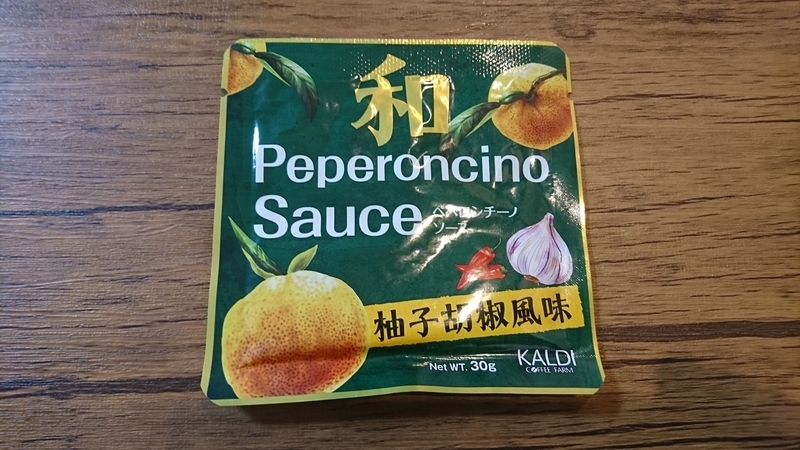 和
Peperoncino
Sauce
ペペロンチーノ
ソース
柚子胡椒風味
Net WT. 30g
KALDI
COFFEE FARM